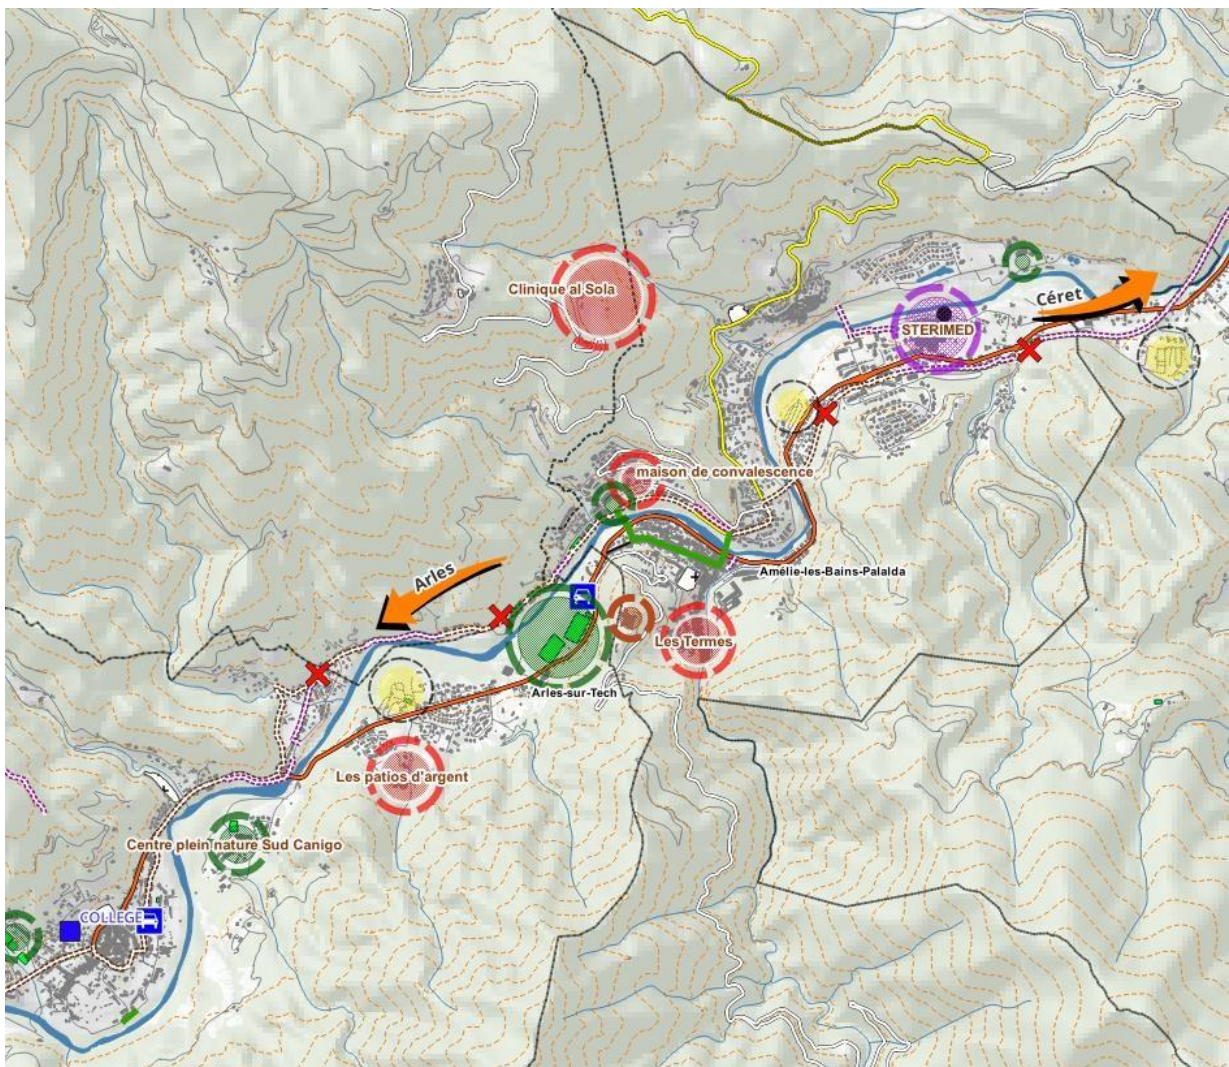 Clinique al Sola
Céret
STERIMED
maison de convalescence
Arles
Amélie-les-Bains-Palalda
Les Termes
Arles-sur-Tech
Les patios d'argent
Centre plein nature Sud Canigo
COLLEGE